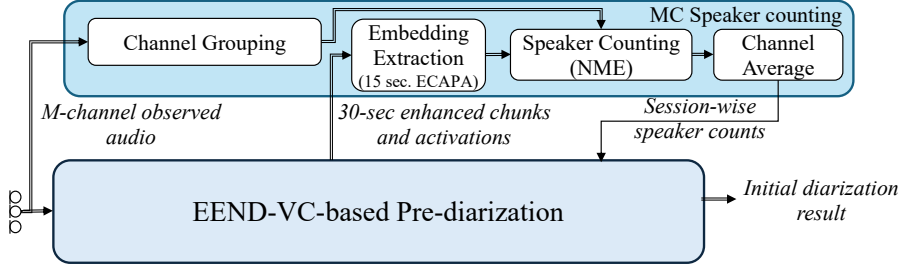 MC Speaker counting
Channel Grouping
Embedding
Extraction
(15 sec. ECAPA)
Speaker Counting
(NME)
Channel
Average
M-channel observed
audio
30-sec enhanced chunks
and activations
Session-wise
speaker counts
EEND-VC-based Pre-diarization
Initial diarization
result